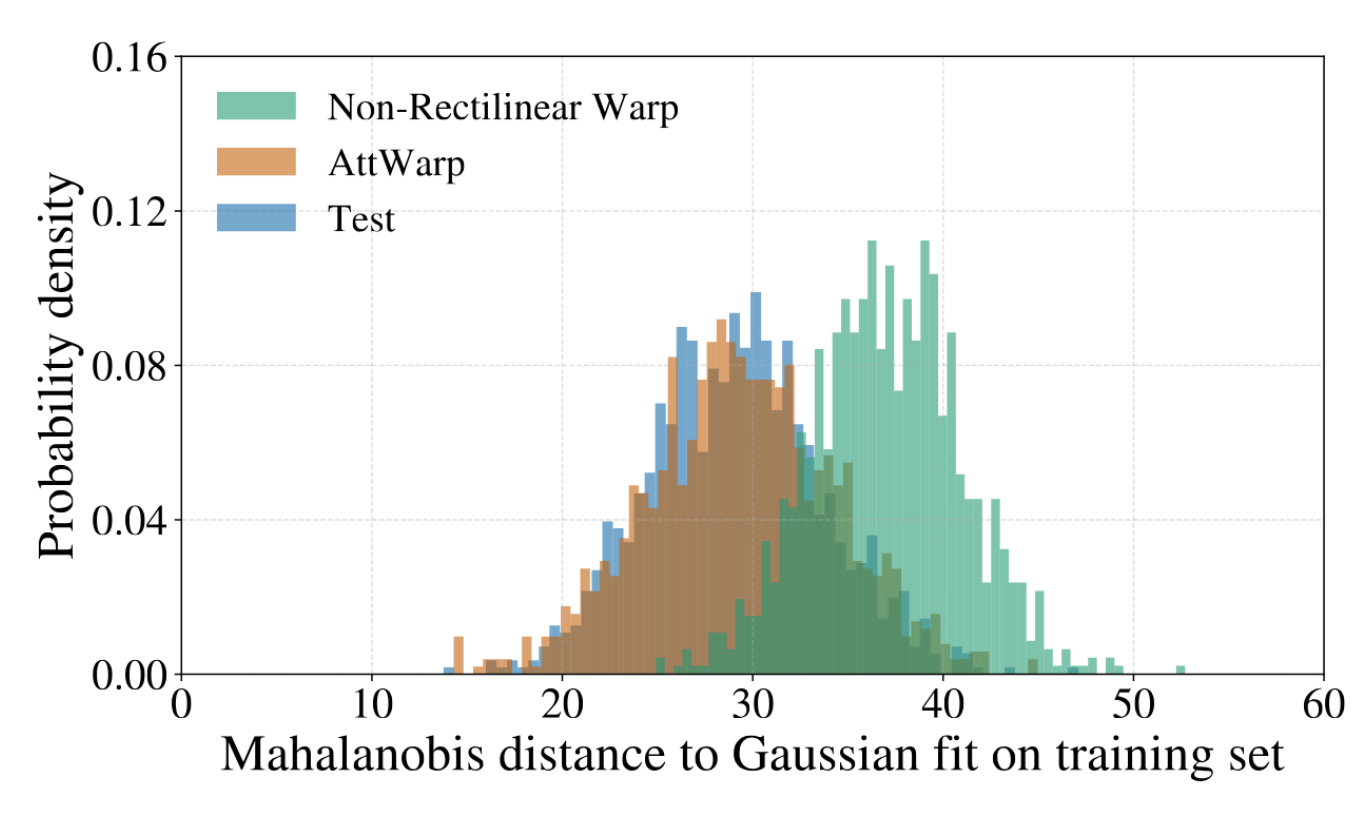 0.16
0.12
0.08
0.04
0.00
Probability density
Non-Rectilinear Warp
AttWarp
Test
0 10 20 30 40 50 60
Mahalanobis distance to Gaussian fit on training set